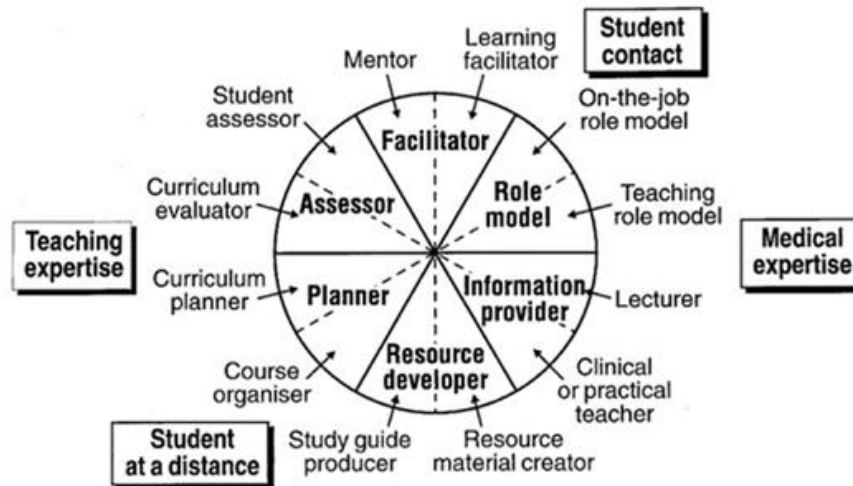 Student
contact
Learning
facilitator
Mentor
Student
assessor
On-the-job
role model
Facilitator
Curriculum
evaluator
Assessor
Role
model
Teaching
role model
Teaching
expertise
Medical
expertise
Curriculum
planner
Planner
Information
provider
Lecturer
Resource
developer
Course
organiser
Clinical
or practical
teacher
Student
at a distance
Study guide
producer
Resource
material creator